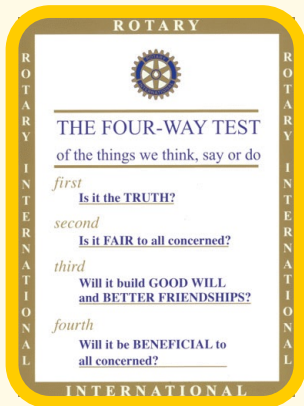 ROTARY
ROTARY INTERNATIONAL
ROTARY INTERNATIONAL
THE FOUR-WAY TEST
of the things we think, say or do
first
Is it the TRUTH?
second
Is it FAIR to all concerned?
third
Will it build GOOD WILL
and BETTER FRIENDSHIPS?
fourth
Will it be BENEFICIAL to
all concerned?
INTERNATIONAL